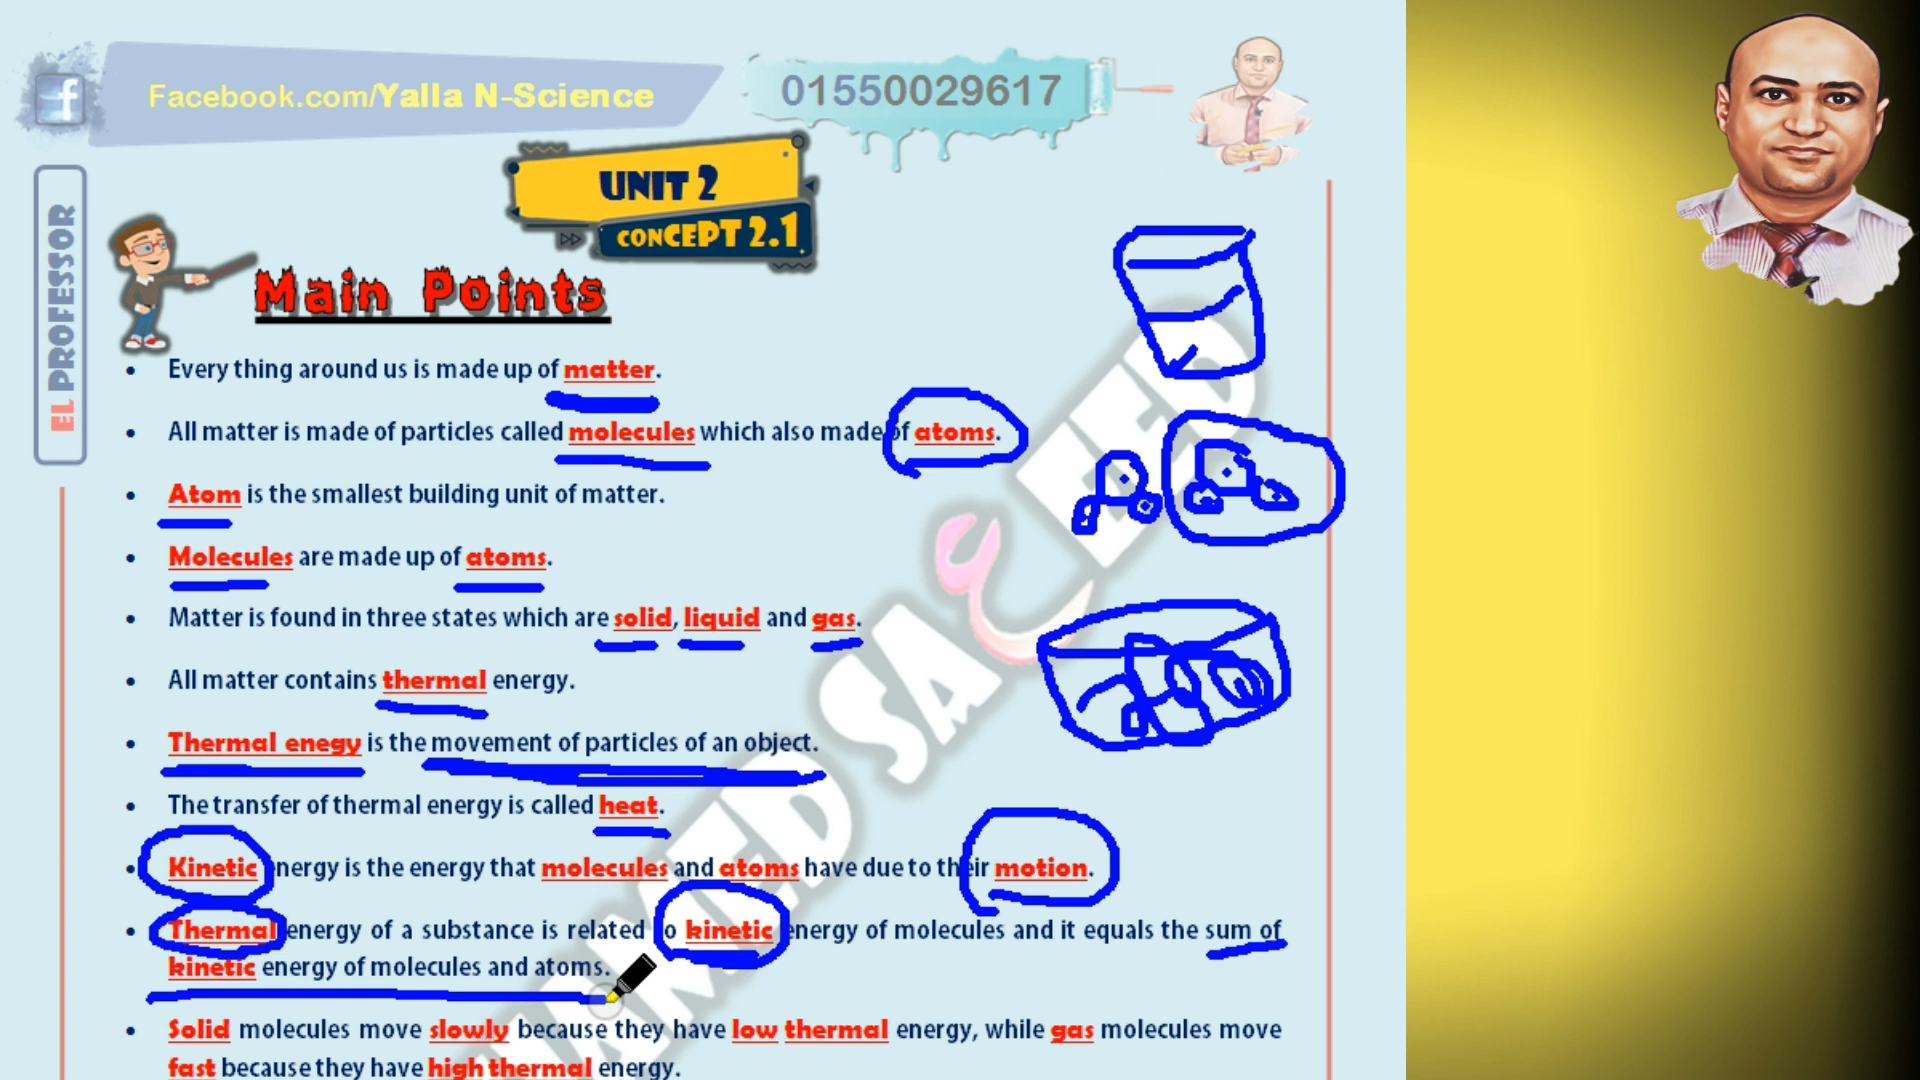 f Facebook.com/Yalla N-Science
01550029617
UNIT 2
CONCEPT 2.1
EL PROFESSOR
Main Points
• Every thing around us is made up of matter.
• All matter is made of particles called molecules which also made of atoms.
• Atom is the smallest building unit of matter.
• Molecules are made up of atoms.
• Matter is found in three states which are solid, liquid and gas.
• All matter contains thermal energy.
• Thermal enegy is the movement of particles of an object.
• The transfer of thermal energy is called heat.
• Kinetic energy is the energy that molecules and atoms have due to their motion.
• Thermal energy of a substance is related to kinetic energy of molecules and it equals the sum of
kinetic energy of molecules and atoms.
• Solid molecules move slowly because they have low thermal energy, while gas molecules move
fast because they have high thermal energy.